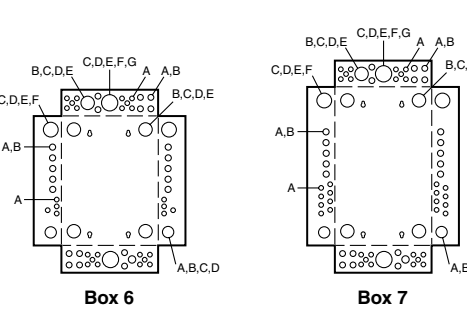 C,D,E,F,G
B,C,D,E
A
A,B
B,C,D,E
C,D,E,F
A,B
A
A,B,C,D
Box 6
C,D,E,F,G
B,C,D,E
A
A,B
C,D,E,F
A,B
A
Box 7